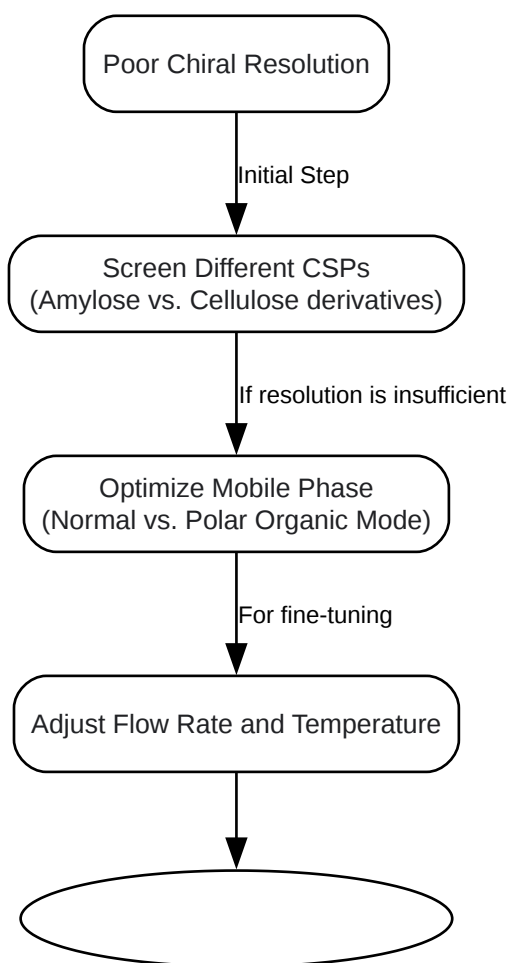 Poor Chiral Resolution
Initial Step
Screen Different CSPs
(Amylose vs. Cellulose derivatives)
If resolution is insufficient
Optimize Mobile Phase
(Normal vs. Polar Organic Mode)
For fine-tuning
Adjust Flow Rate and Temperature